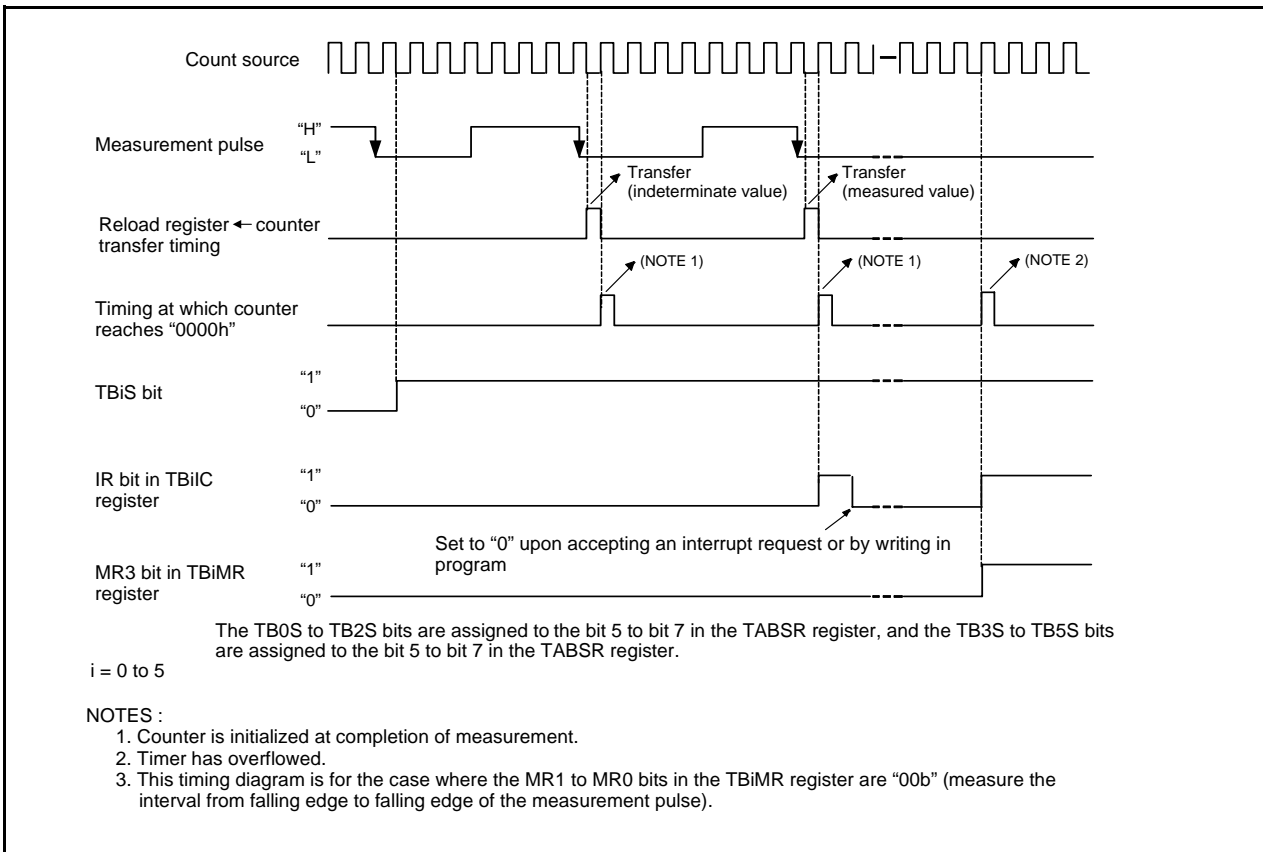 Count source
Measurement pulse
“H”
“L”
Transfer
(indeterminate value)
Transfer
(measured value)
Reload register ← counter
transfer timing
(NOTE 1)
(NOTE 1)
(NOTE 2)
Timing at which counter
reaches “0000h”
TBiS bit
“1”
“0”
IR bit in TBiIC
register
“1”
“0”
Set to “0” upon accepting an interrupt request or by writing in
program
MR3 bit in TBiMR
register
“1”
“0”
The TB0S to TB2S bits are assigned to the bit 5 to bit 7 in the TABSR register, and the TB3S to TB5S bits
are assigned to the bit 5 to bit 7 in the TABSR register.
i = 0 to 5
NOTES :
1. Counter is initialized at completion of measurement.
2. Timer has overflowed.
3. This timing diagram is for the case where the MR1 to MR0 bits in the TBiMR register are “00b” (measure the
interval from falling edge to falling edge of the measurement pulse).